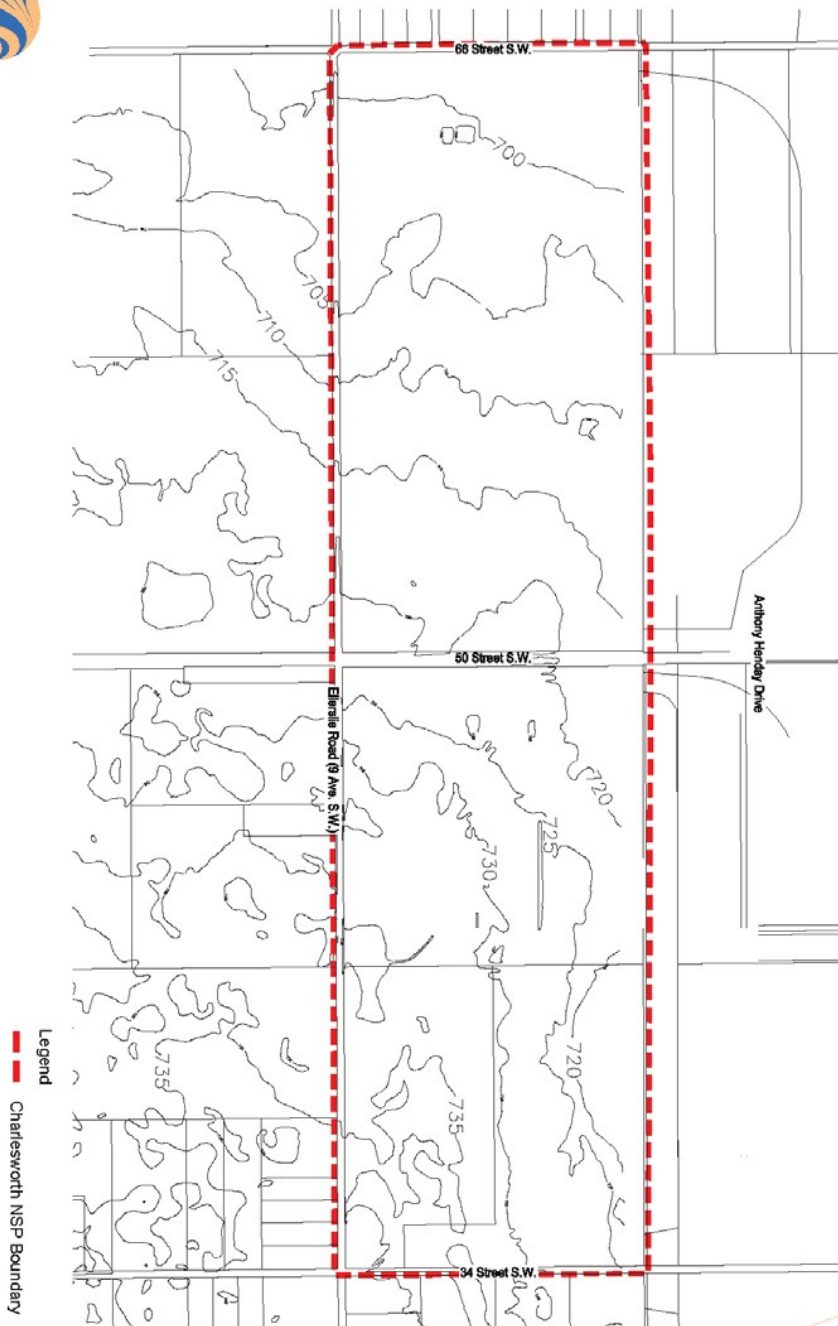 66 Street S.W.
700
705
710
715
Anthony Henday Drive
50 Street S.W.
Ellerslie Road (9 Ave. S.W.)
720
725
730
720
735
735
34 Street S.W.
Legend
Charlesworth NSP Boundary